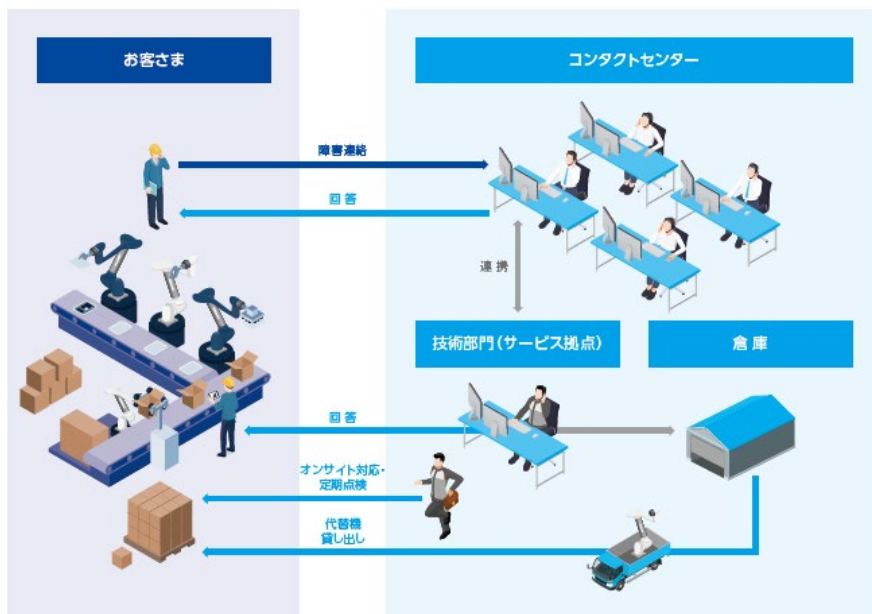 お客さま
コンタクトセンター
障害連絡
回答
連携
技術部門(サービス拠点)
倉庫
回答
オンサイト対応・
定期点検
代替機
貸し出し